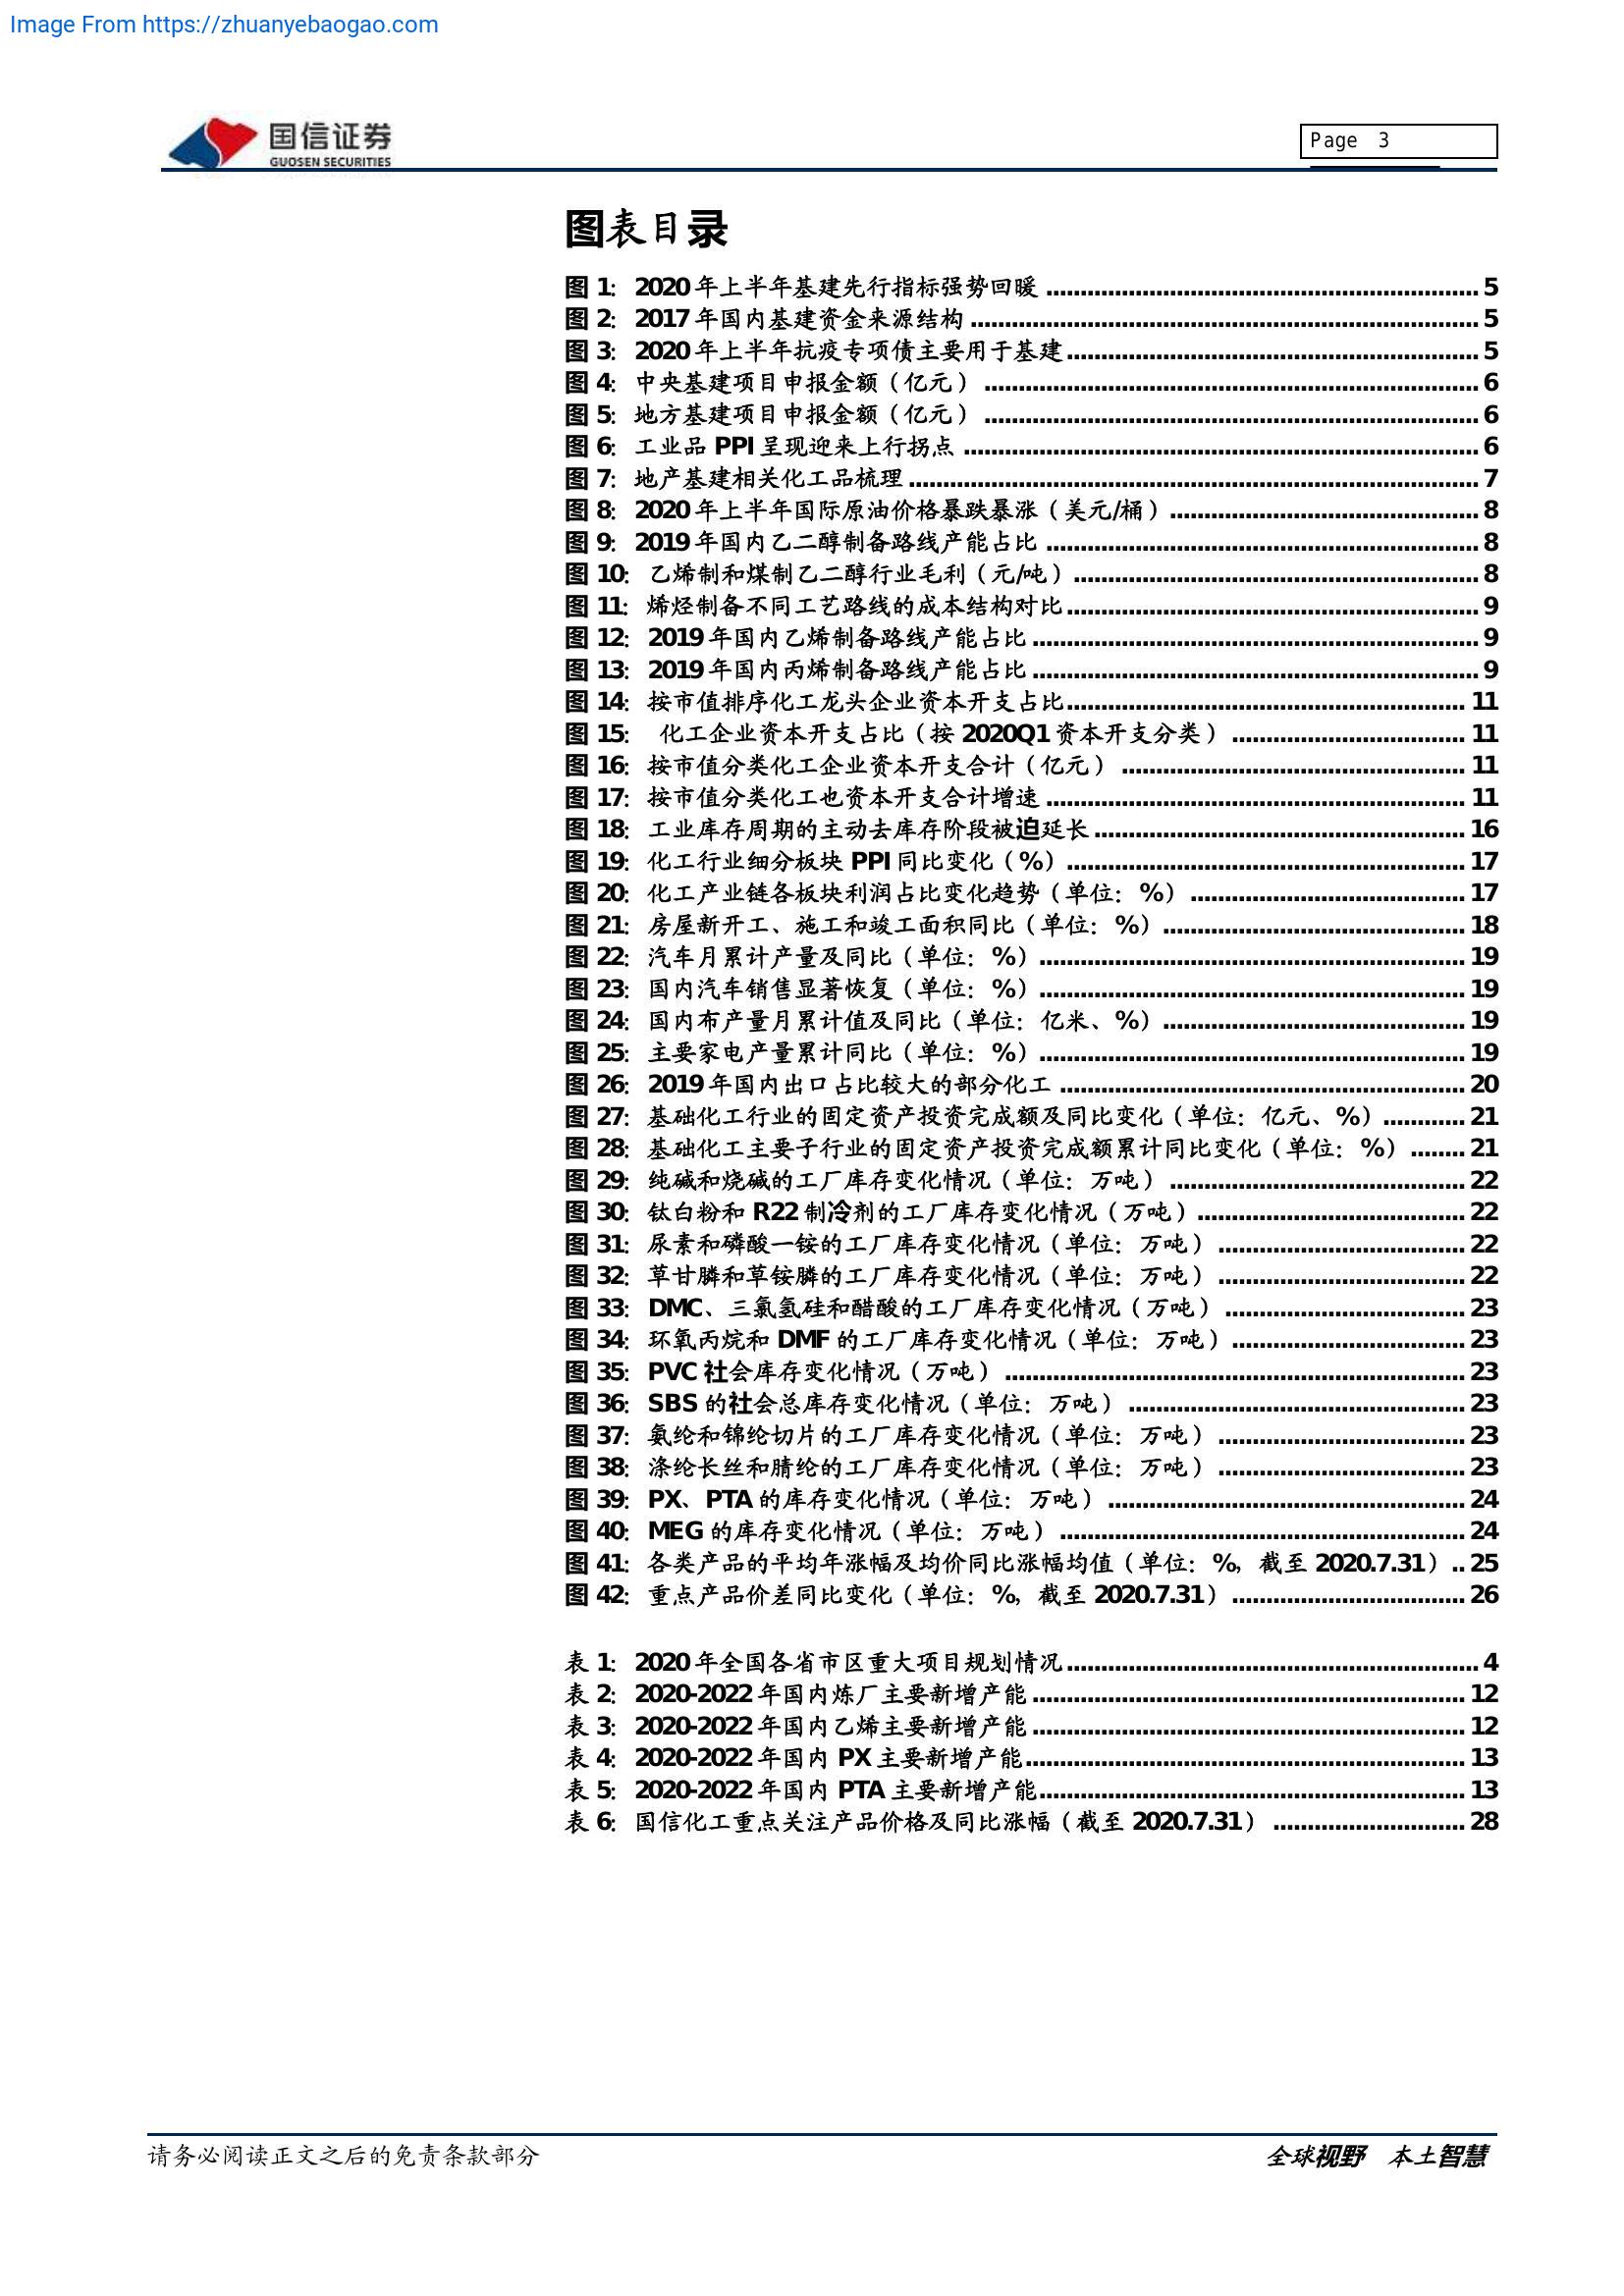 Image From https://zhuanyebaogao.com
国信证券
GUOSEN SECURITIES
Page 3
图表目录
图 1: 2020 年上半年基建先行指标强势回暖 ........ 5
图 2: 2017 年国内基建资金来源结构 ........ 5
图 3: 2020 年上半年抗疫专项债主要用于基建 ........ 5
图 4: 中央基建项目申报金额（亿元） ........ 6
图 5: 地方基建项目申报金额（亿元） ........ 6
图 6: 工业品 PPI 呈现迎来上行拐点 ........ 6
图 7: 地产基建相关化工品梳理 ........ 7
图 8: 2020 年上半年国际原油价格暴跌暴涨（美元/桶） ........ 8
图 9: 2019 年国内乙二醇制备路线产能占比 ........ 8
图 10: 乙烯制和煤制乙二醇行业毛利（元/吨） ........ 8
图 11: 烯烃制备不同工艺路线的成本结构对比 ........ 9
图 12: 2019 年国内乙烯制备路线产能占比 ........ 9
图 13: 2019 年国内丙烯制备路线产能占比 ........ 9
图 14: 按市值排序化工龙头企业资本开支占比 ........ 11
图 15: 化工企业资本开支占比（按 2020Q1 资本开支分类） ........ 11
图 16: 按市值分类化工企业资本开支合计（亿元） ........ 11
图 17: 按市值分类化工也资本开支合计增速 ........ 11
图 18: 工业库存周期的主动去库存阶段被迫延长 ........ 16
图 19: 化工行业细分板块 PPI 同比变化（%） ........ 17
图 20: 化工产业链各板块利润占比变化趋势（单位：%） ........ 17
图 21: 房屋新开工、施工和竣工面积同比（单位：%） ........ 18
图 22: 汽车月累计产量及同比（单位：%） ........ 19
图 23: 国内汽车销售显著恢复（单位：%） ........ 19
图 24: 国内布产量月累计值及同比（单位：亿米、%） ........ 19
图 25: 主要家电产量累计同比（单位：%） ........ 19
图 26: 2019 年国内出口占比较大的部分化工 ........ 20
图 27: 基础化工行业的固定资产投资完成额及同比变化（单位：亿元、%） ........ 21
图 28: 基础化工主要子行业的固定资产投资完成额累计同比变化（单位：%） ........ 21
图 29: 纯碱和烧碱的工厂库存变化情况（单位：万吨） ........ 22
图 30: 钛白粉和 R22 制冷剂的工厂库存变化情况（万吨） ........ 22
图 31: 尿素和磷酸一铵的工厂库存变化情况（单位：万吨） ........ 22
图 32: 草甘膦和草铵膦的工厂库存变化情况（单位：万吨） ........ 22
图 33: DMC、三氯氢硅和醋酸的工厂库存变化情况（万吨） ........ 23
图 34: 环氧丙烷和 DMF 的工厂库存变化情况（单位：万吨） ........ 23
图 35: PVC 社会库存变化情况（万吨） ........ 23
图 36: SBS 的社会总库存变化情况（单位：万吨） ........ 23
图 37: 氨纶和锦纶切片的工厂库存变化情况（单位：万吨） ........ 23
图 38: 涤纶长丝和腈纶的工厂库存变化情况（单位：万吨） ........ 23
图 39: PX、PTA 的库存变化情况（单位：万吨） ........ 24
图 40: MEG 的库存变化情况（单位：万吨） ........ 24
图 41: 各类产品的平均年涨幅及均价同比涨幅均值（单位：%，截至 2020.7.31） .. 25
图 42: 重点产品价差同比变化（单位：%，截至 2020.7.31） ........ 26
表 1: 2020 年全国各省市区重大项目规划情况 ........ 4
表 2: 2020-2022 年国内炼厂主要新增产能 ........ 12
表 3: 2020-2022 年国内乙烯主要新增产能 ........ 12
表 4: 2020-2022 年国内 PX 主要新增产能 ........ 13
表 5: 2020-2022 年国内 PTA 主要新增产能 ........ 13
表 6: 国信化工重点关注产品价格及同比涨幅（截至 2020.7.31） ........ 28
请务必阅读正文之后的免责条款部分
全球视野 本土智慧